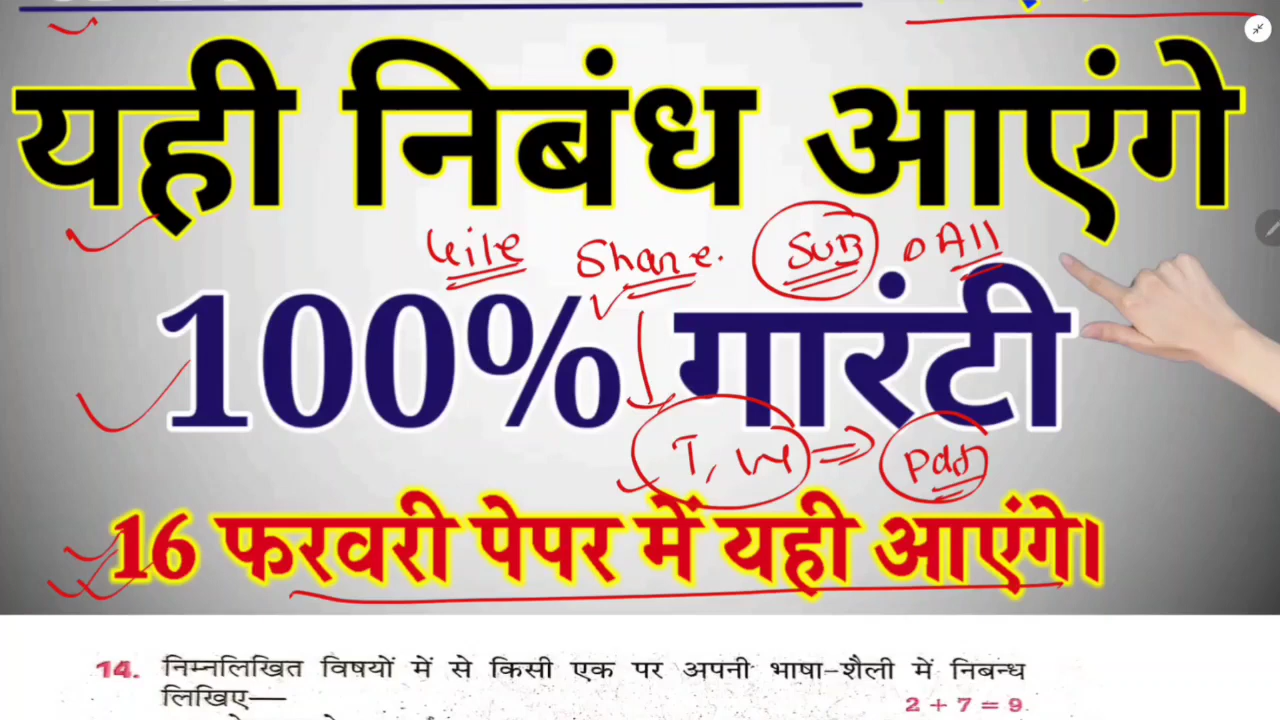 यही निबंध आएंगे
Like Share. Sub All
100% गारंटी
T, W ⇒ Pdf
16 फरवरी पेपर में यही आएंगे।
14. निम्नलिखित विषयों में से किसी एक पर अपनी भाषा-शैली में निबन्ध
लिखिए—
2 + 7 = 9